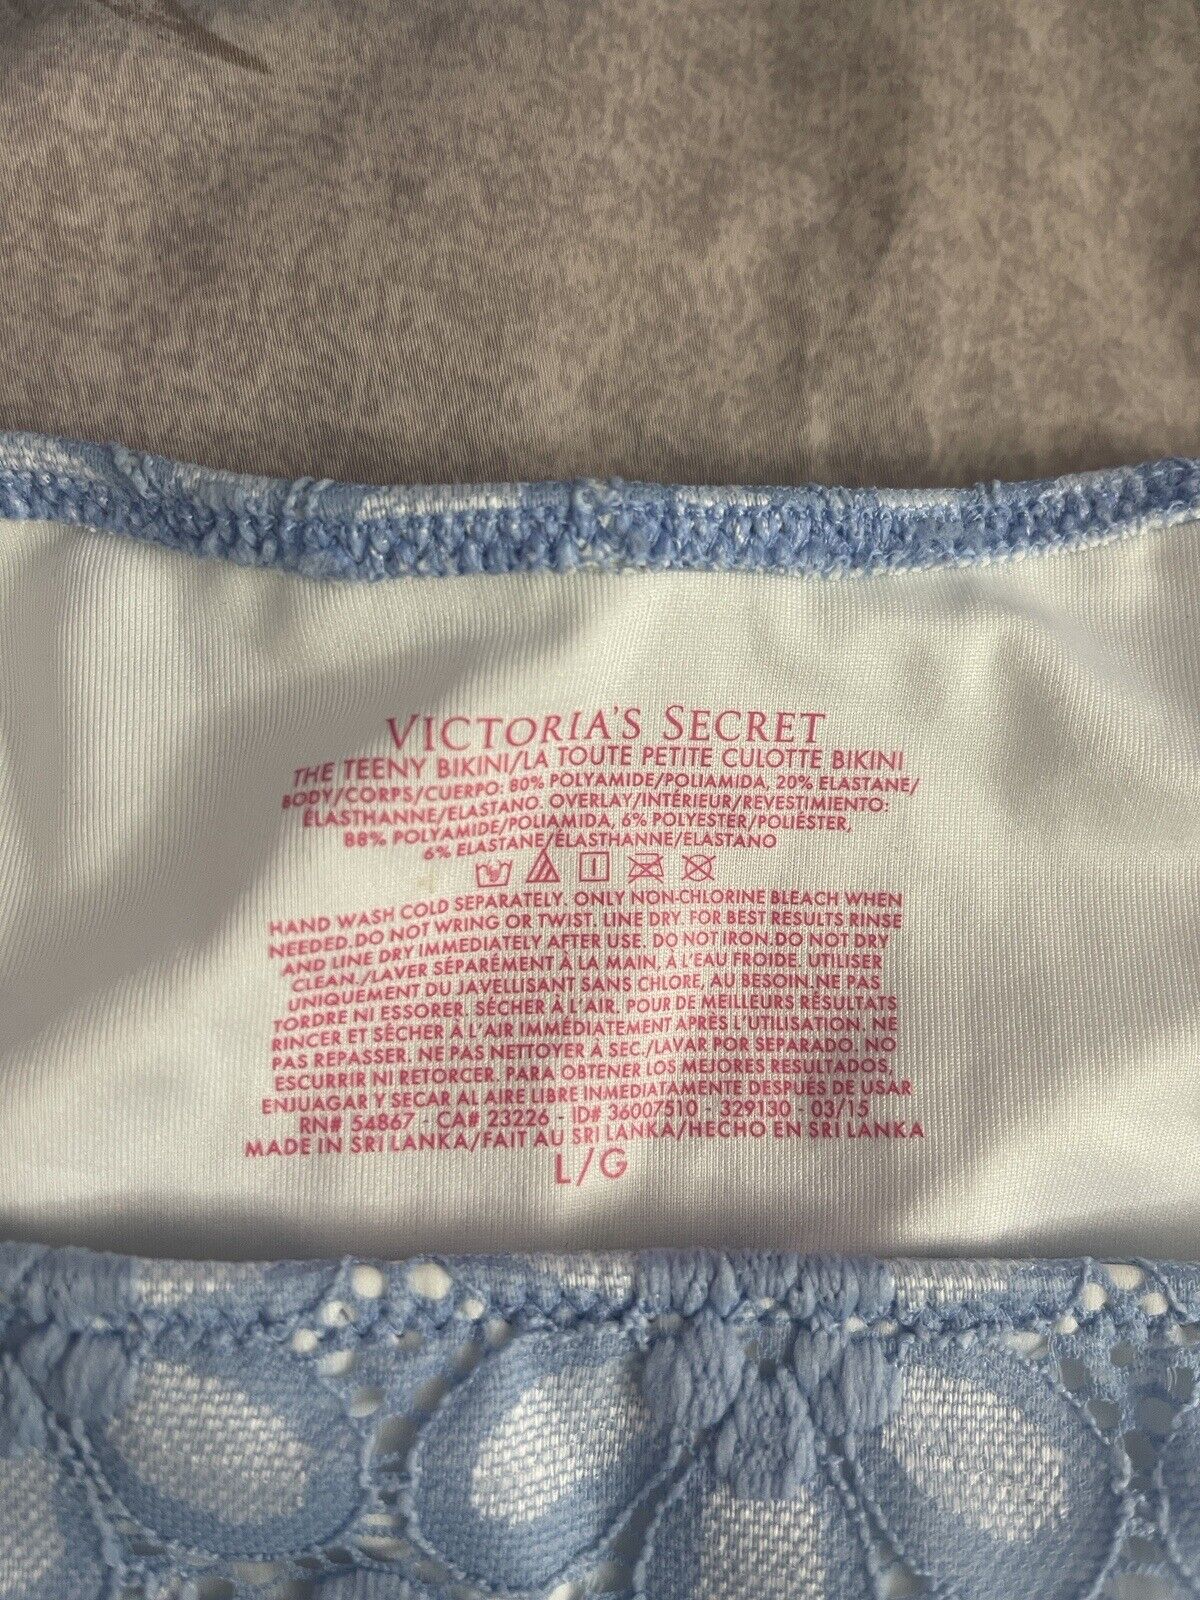 VICTORIA'S SECRET
THE TEENY BIKINI/LA TOUTE PETITE CULOTTE BIKINI
BODY/CORPS/CUERPO: 80% POLYAMIDE/POLIAMIDA, 20% ELASTANE/
ÉLASTHANNE/ELASTANO. OVERLAY/INTÉRIEUR/REVESTIMIENTO:
88% POLYAMIDE/POLIAMIDA, 6% POLYESTER/POLIÉSTER,
6% ELASTANE/ÉLASTHANNE/ELASTANO
HAND WASH COLD SEPARATELY. ONLY NON-CHLORINE BLEACH WHEN
NEEDED.DO NOT WRING OR TWIST. LINE DRY. FOR BEST RESULTS RINSE
AND LINE DRY IMMEDIATELY AFTER USE. DO NOT IRON.DO NOT DRY
CLEAN./LAVER SÉPARÉMENT À LA MAIN, À L'EAU FROIDE. UTILISER
UNIQUEMENT DU JAVELLISANT SANS CHLORE, AU BESOIN.NE PAS
TORDRE NI ESSORER. SÉCHER À L'AIR. POUR DE MEILLEURS RÉSULTATS
RINCER ET SÉCHER À L'AIR IMMÉDIATEMENT APRÈS L'UTILISATION. NE
PAS REPASSER. NE PAS NETTOYER À SEC./LAVAR POR SEPARADO. NO
ESCURRIR NI RETORCER. PARA OBTENER LOS MEJORES RESULTADOS,
ENJUAGAR Y SECAR AL AIRE LIBRE INMEDIATAMENTE DESPUÉS DE USAR
RN# 54867 - CA# 23226 - ID# 36007510 - 329130 - 03/15
MADE IN SRI LANKA/FAIT AU SRI LANKA/HECHO EN SRI LANKA
L/G